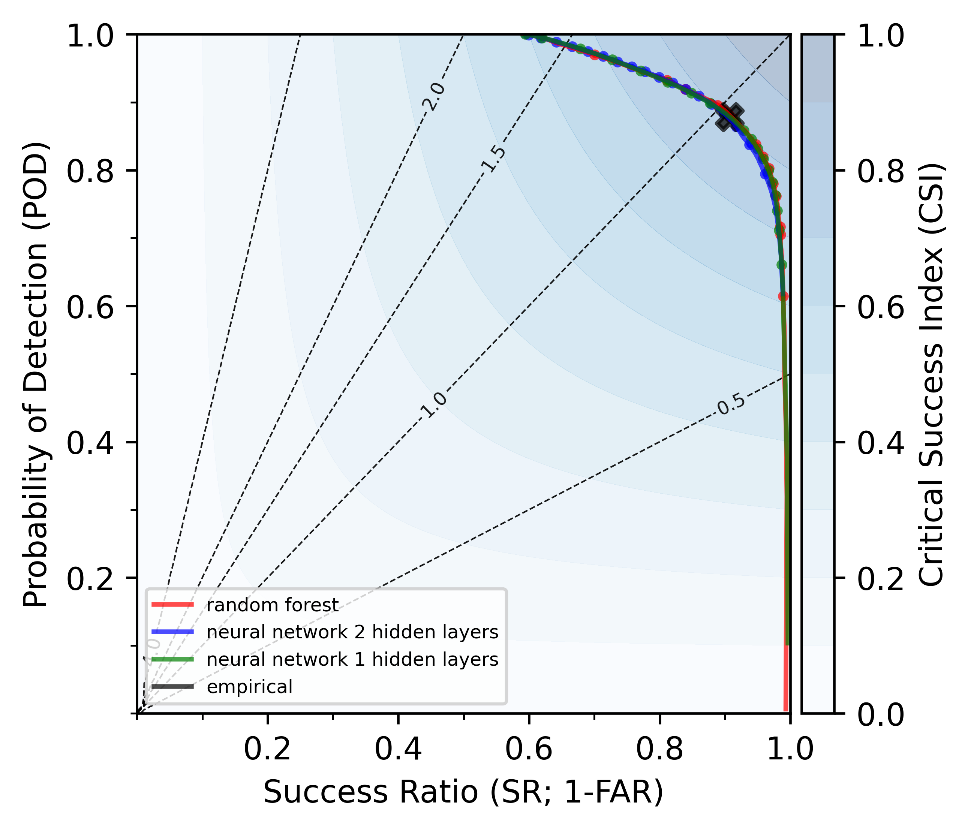 1.0
0.8
0.6
0.4
0.2
Probability of Detection (POD)
2.0
1.5
1.0
0.5
random forest
neural network 2 hidden layers
neural network 1 hidden layers
empirical
0.2
0.4
0.6
0.8
1.0
Success Ratio (SR; 1-FAR)
1.0
0.8
0.6
0.4
0.2
0.0
Critical Success Index (CSI)